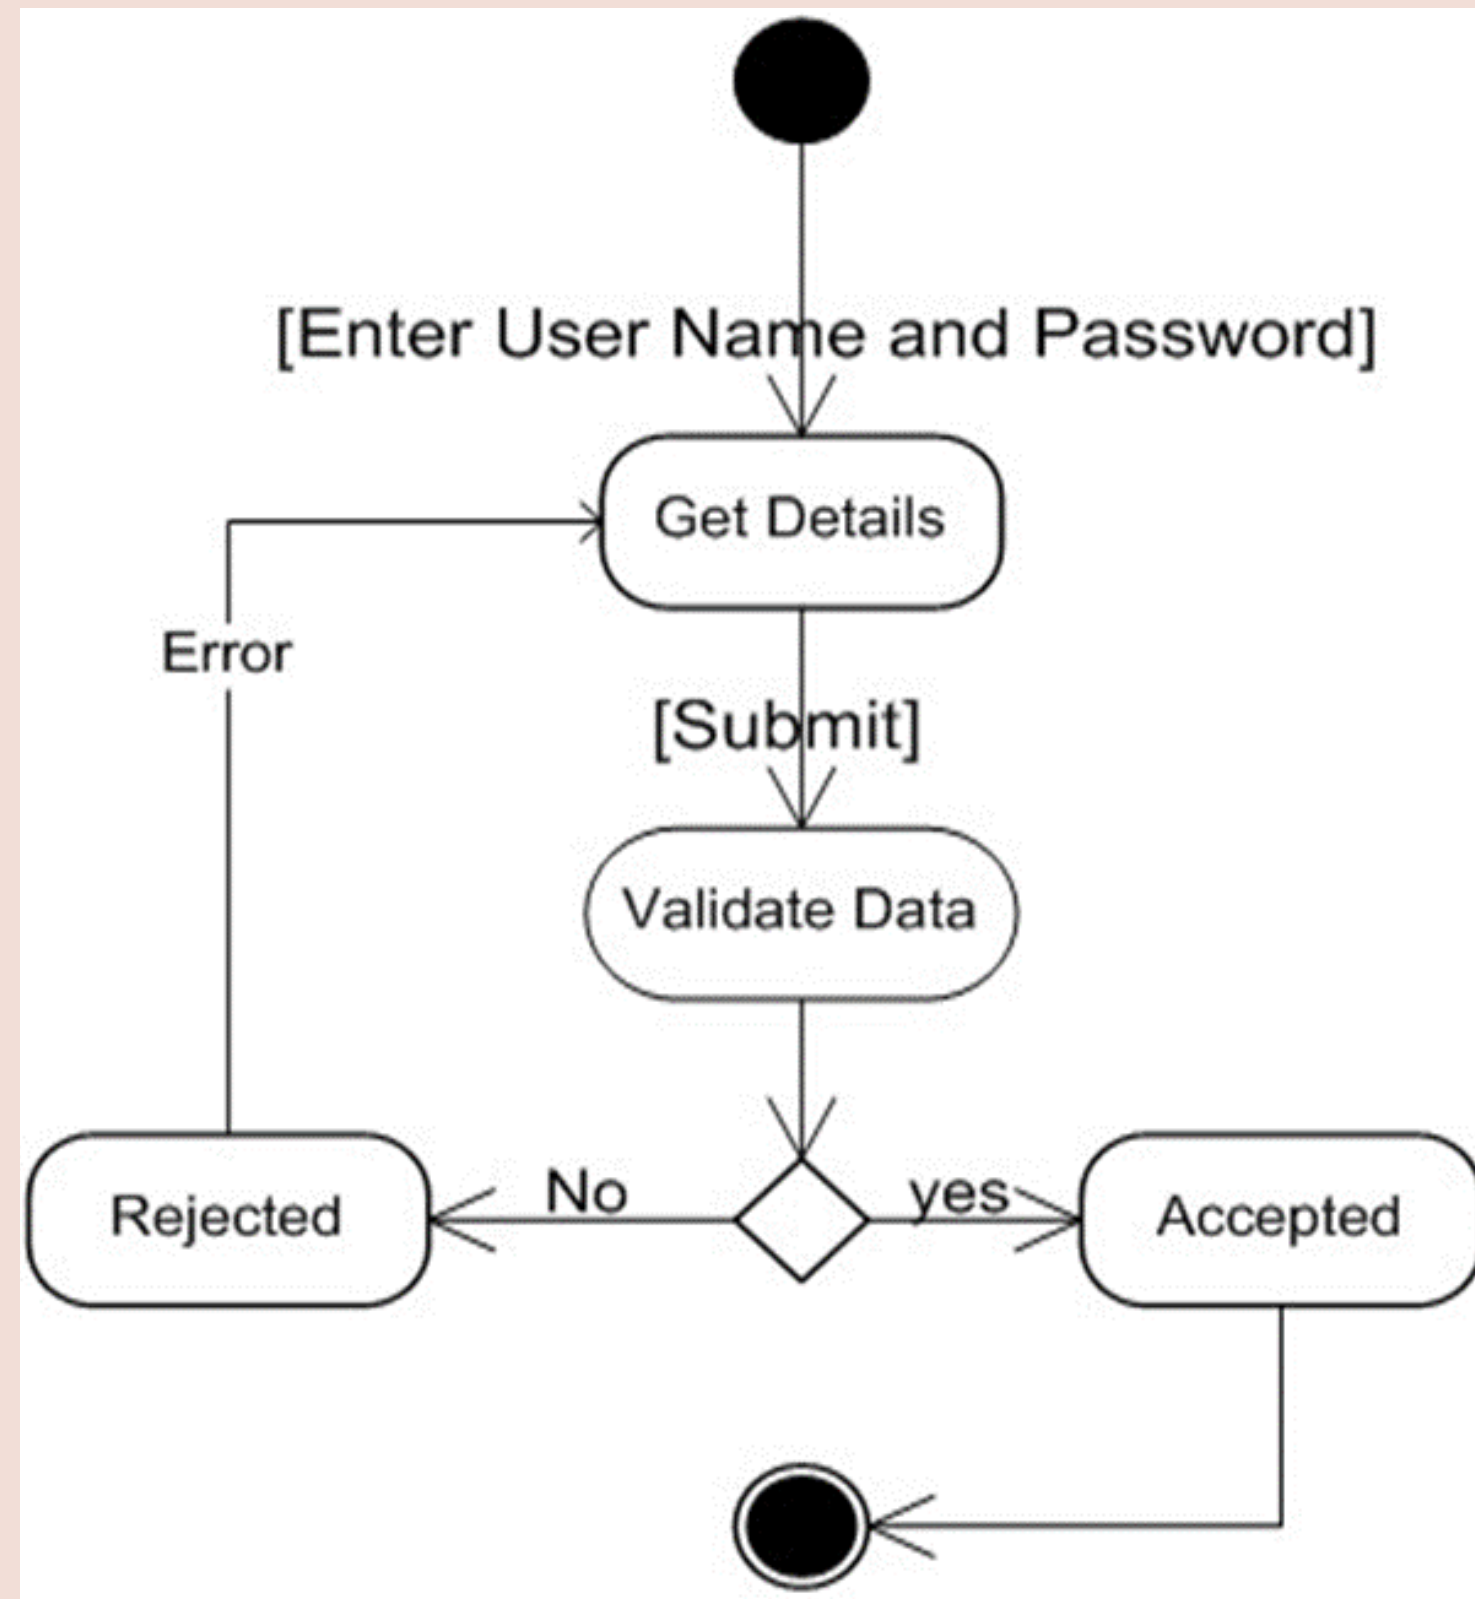 [Enter User Name and Password]
Get Details
Error
[Submit]
Validate Data
No
yes
Rejected
Accepted